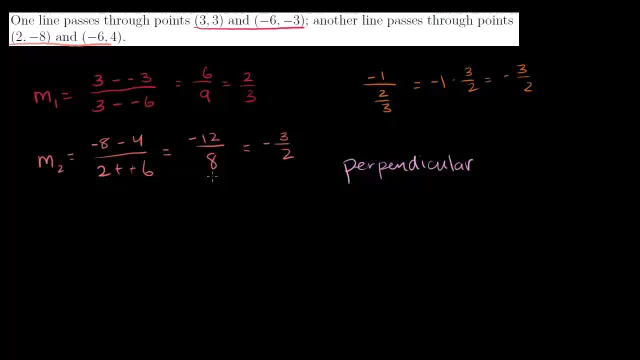 One line passes through points (3, 3) and (−6, −3); another line passes through points
(2, −8) and (−6, 4).
m₁ = (3 - -3)/(3 - -6) = 6/9 = 2/3
-1/(2/3) = -1 · 3/2 = -3/2
m₂ = (-8 - 4)/(2 + +6) = -12/8 = -3/2
perpendicular